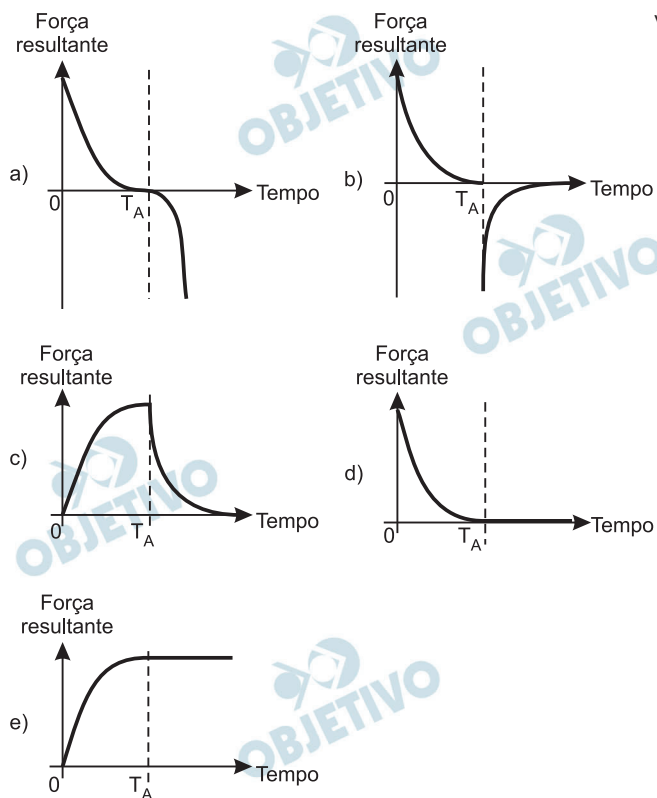 Força
resultante
a)
0
T_A
Tempo
OBJETIVO
Força
resultante
b)
0
T_A
Tempo
OBJETIVO
Força
resultante
c)
0
T_A
Tempo
OBJETIVO
Força
resultante
d)
0
T_A
Tempo
Força
resultante
e)
0
T_A
Tempo
OBJETIVO